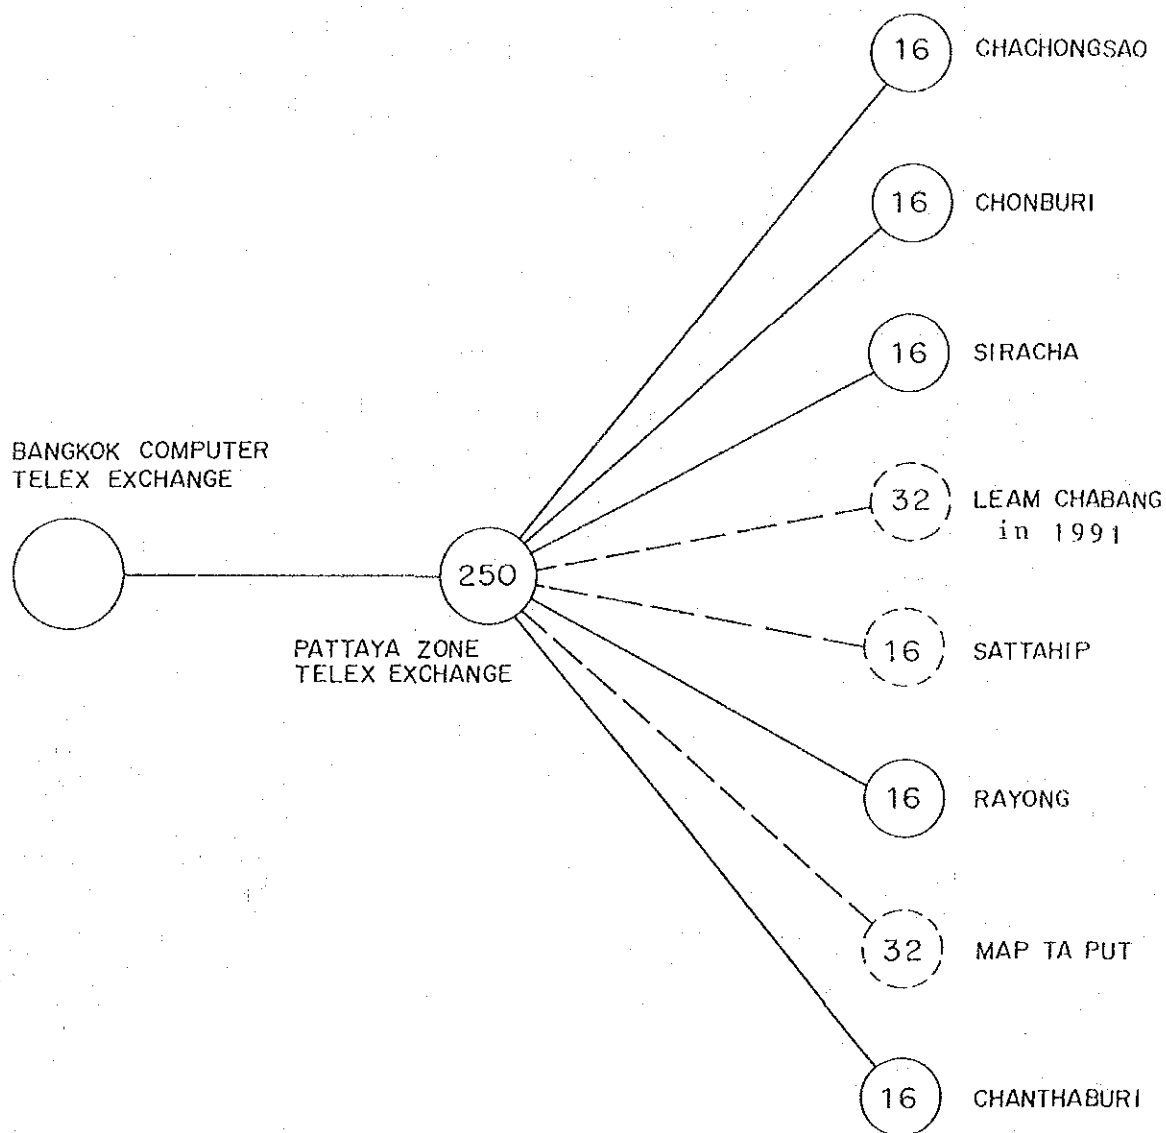 16 CHACHONGSAO
16 CHONBURI
16 SIRACHA
BANGKOK COMPUTER
TELEX EXCHANGE
32 LEAM CHABANG
in 1991
250
PATTAYA ZONE
TELEX EXCHANGE
16 SATTAHIP
16 RAYONG
32 MAP TA PUT
16 CHANTHABURI